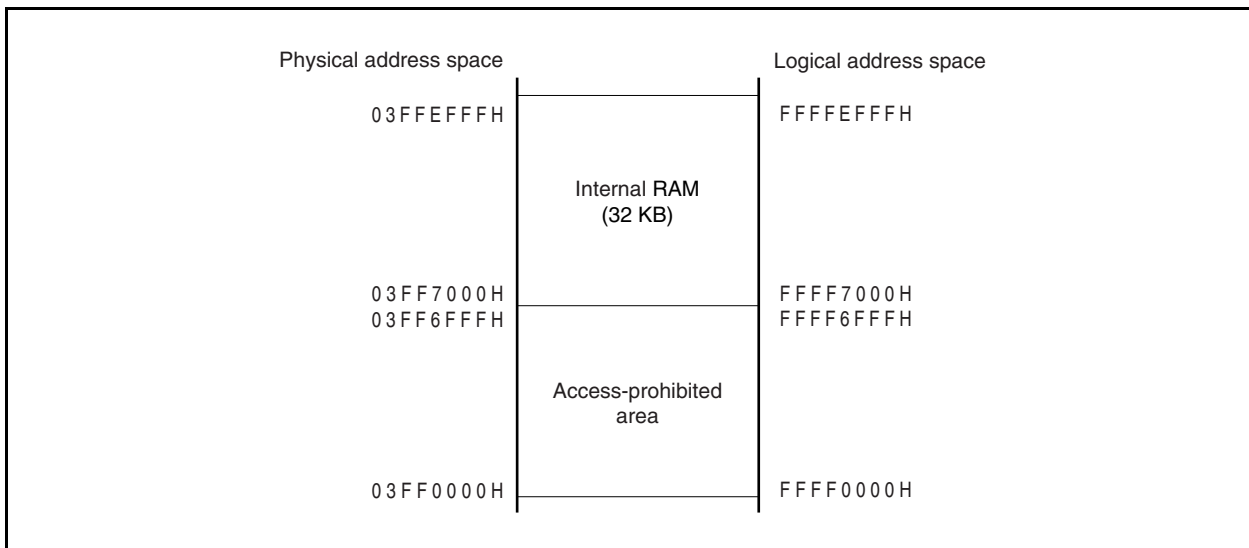 Physical address space
Logical address space
03FFEFFFH
FFFFEFFFH
Internal RAM
(32 KB)
03FF7000H
FFFF7000H
03FF6FFFH
FFFF6FFFH
Access-prohibited
area
03FF0000H
FFFF0000H